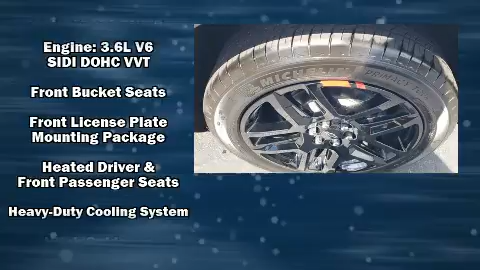 Engine: 3.6L V6
SIDI DOHC VVT
Front Bucket Seats
Front License Plate
Mounting Package
Heated Driver &
Front Passenger Seats
Heavy-Duty Cooling System
MICHELIN